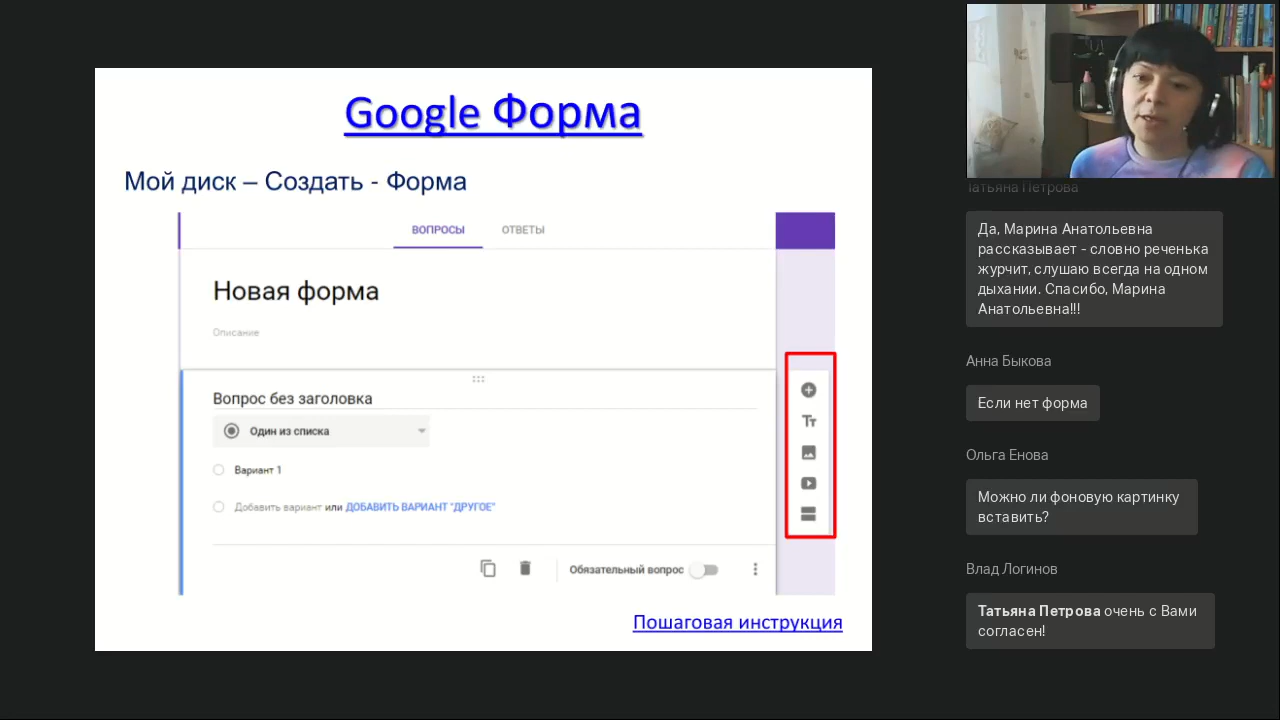 Google Форма
Мой диск – Создать - Форма
ВОПРОСЫ ОТВЕТЫ
Новая форма
Описание
Вопрос без заголовка
Один из списка
Вариант 1
Добавить вариант или ДОБАВИТЬ ВАРИАНТ "ДРУГОЕ"
Обязательный вопрос
Tт
Пошаговая инструкция
Татьяна Петрова
Да, Марина Анатольевна
рассказывает - словно реченька
журчит, слушаю всегда на одном
дыхании. Спасибо, Марина
Анатольевна!!!
Анна Быкова
Если нет форма
Ольга Енова
Можно ли фоновую картинку
вставить?
Влад Логинов
Татьяна Петрова очень с Вами
согласен!